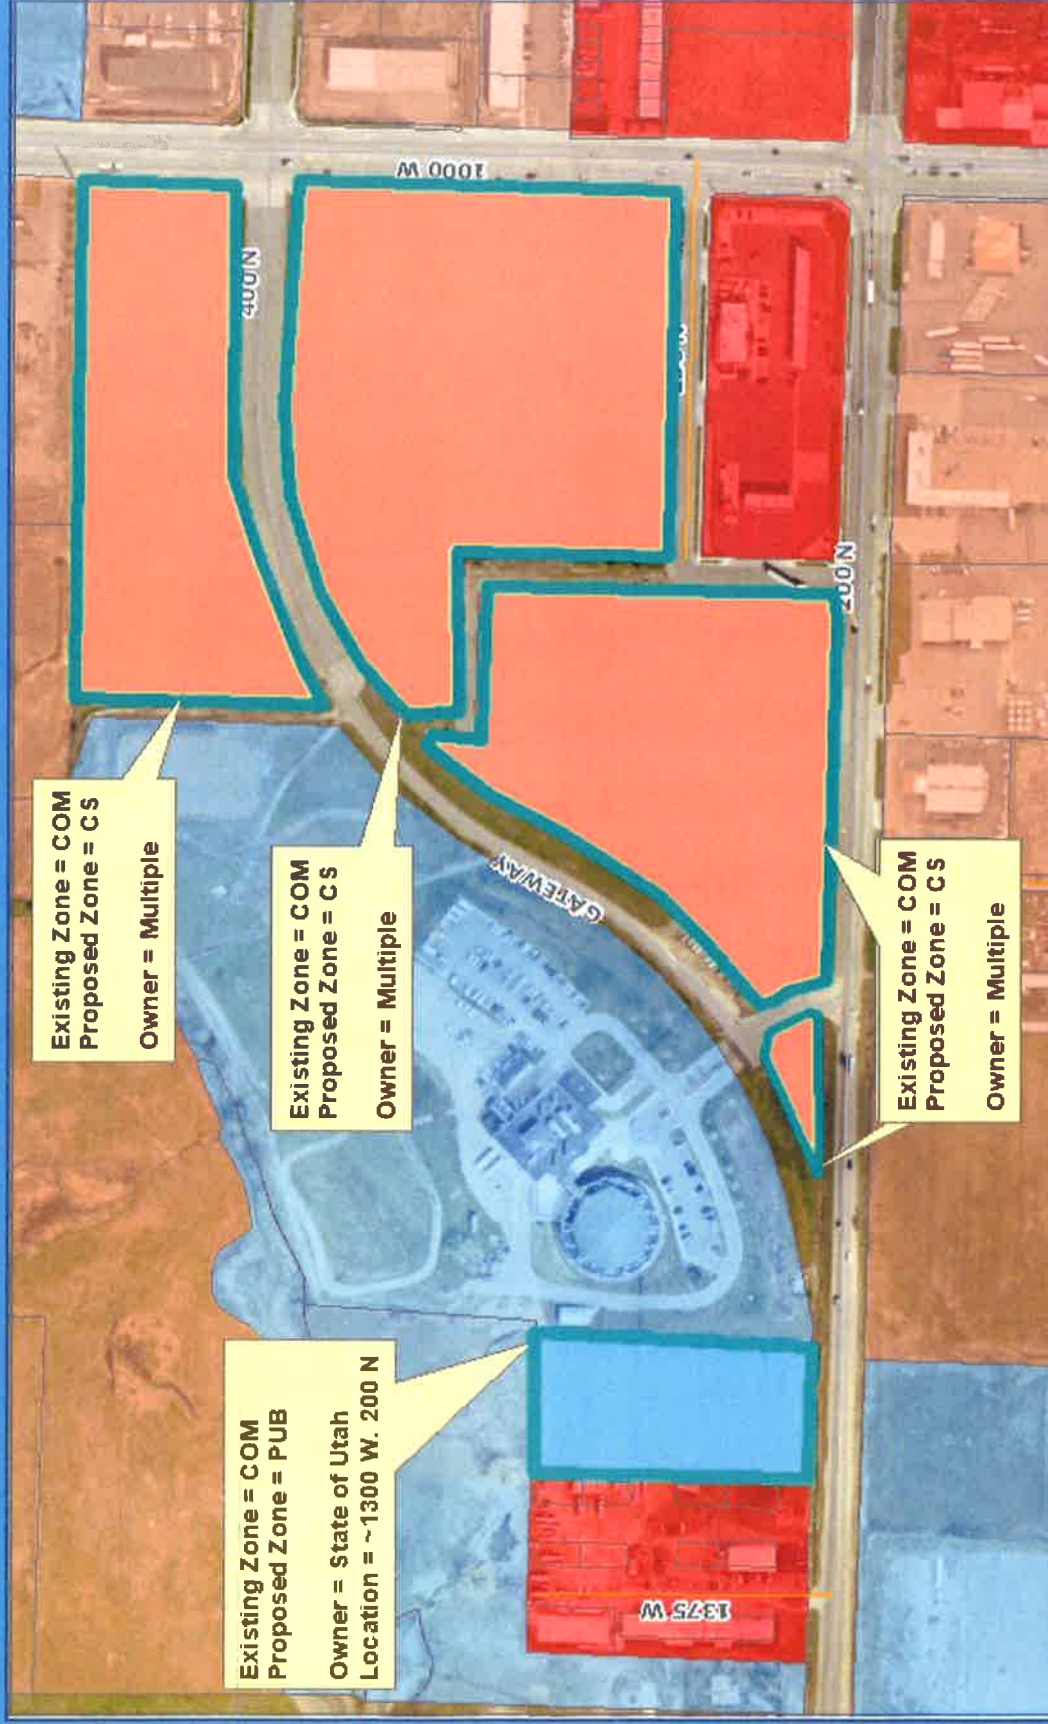 Existing Zone = COM
Proposed Zone = PUB
Owner = State of Utah
Location = ~1300 W. 200 N
Existing Zone = COM
Proposed Zone = CS
Owner = Multiple
Existing Zone = COM
Proposed Zone = CS
Owner = Multiple
Existing Zone = COM
Proposed Zone = CS
Owner = Multiple
1375 W
GATEWAY
400 N
200 N
1000 W